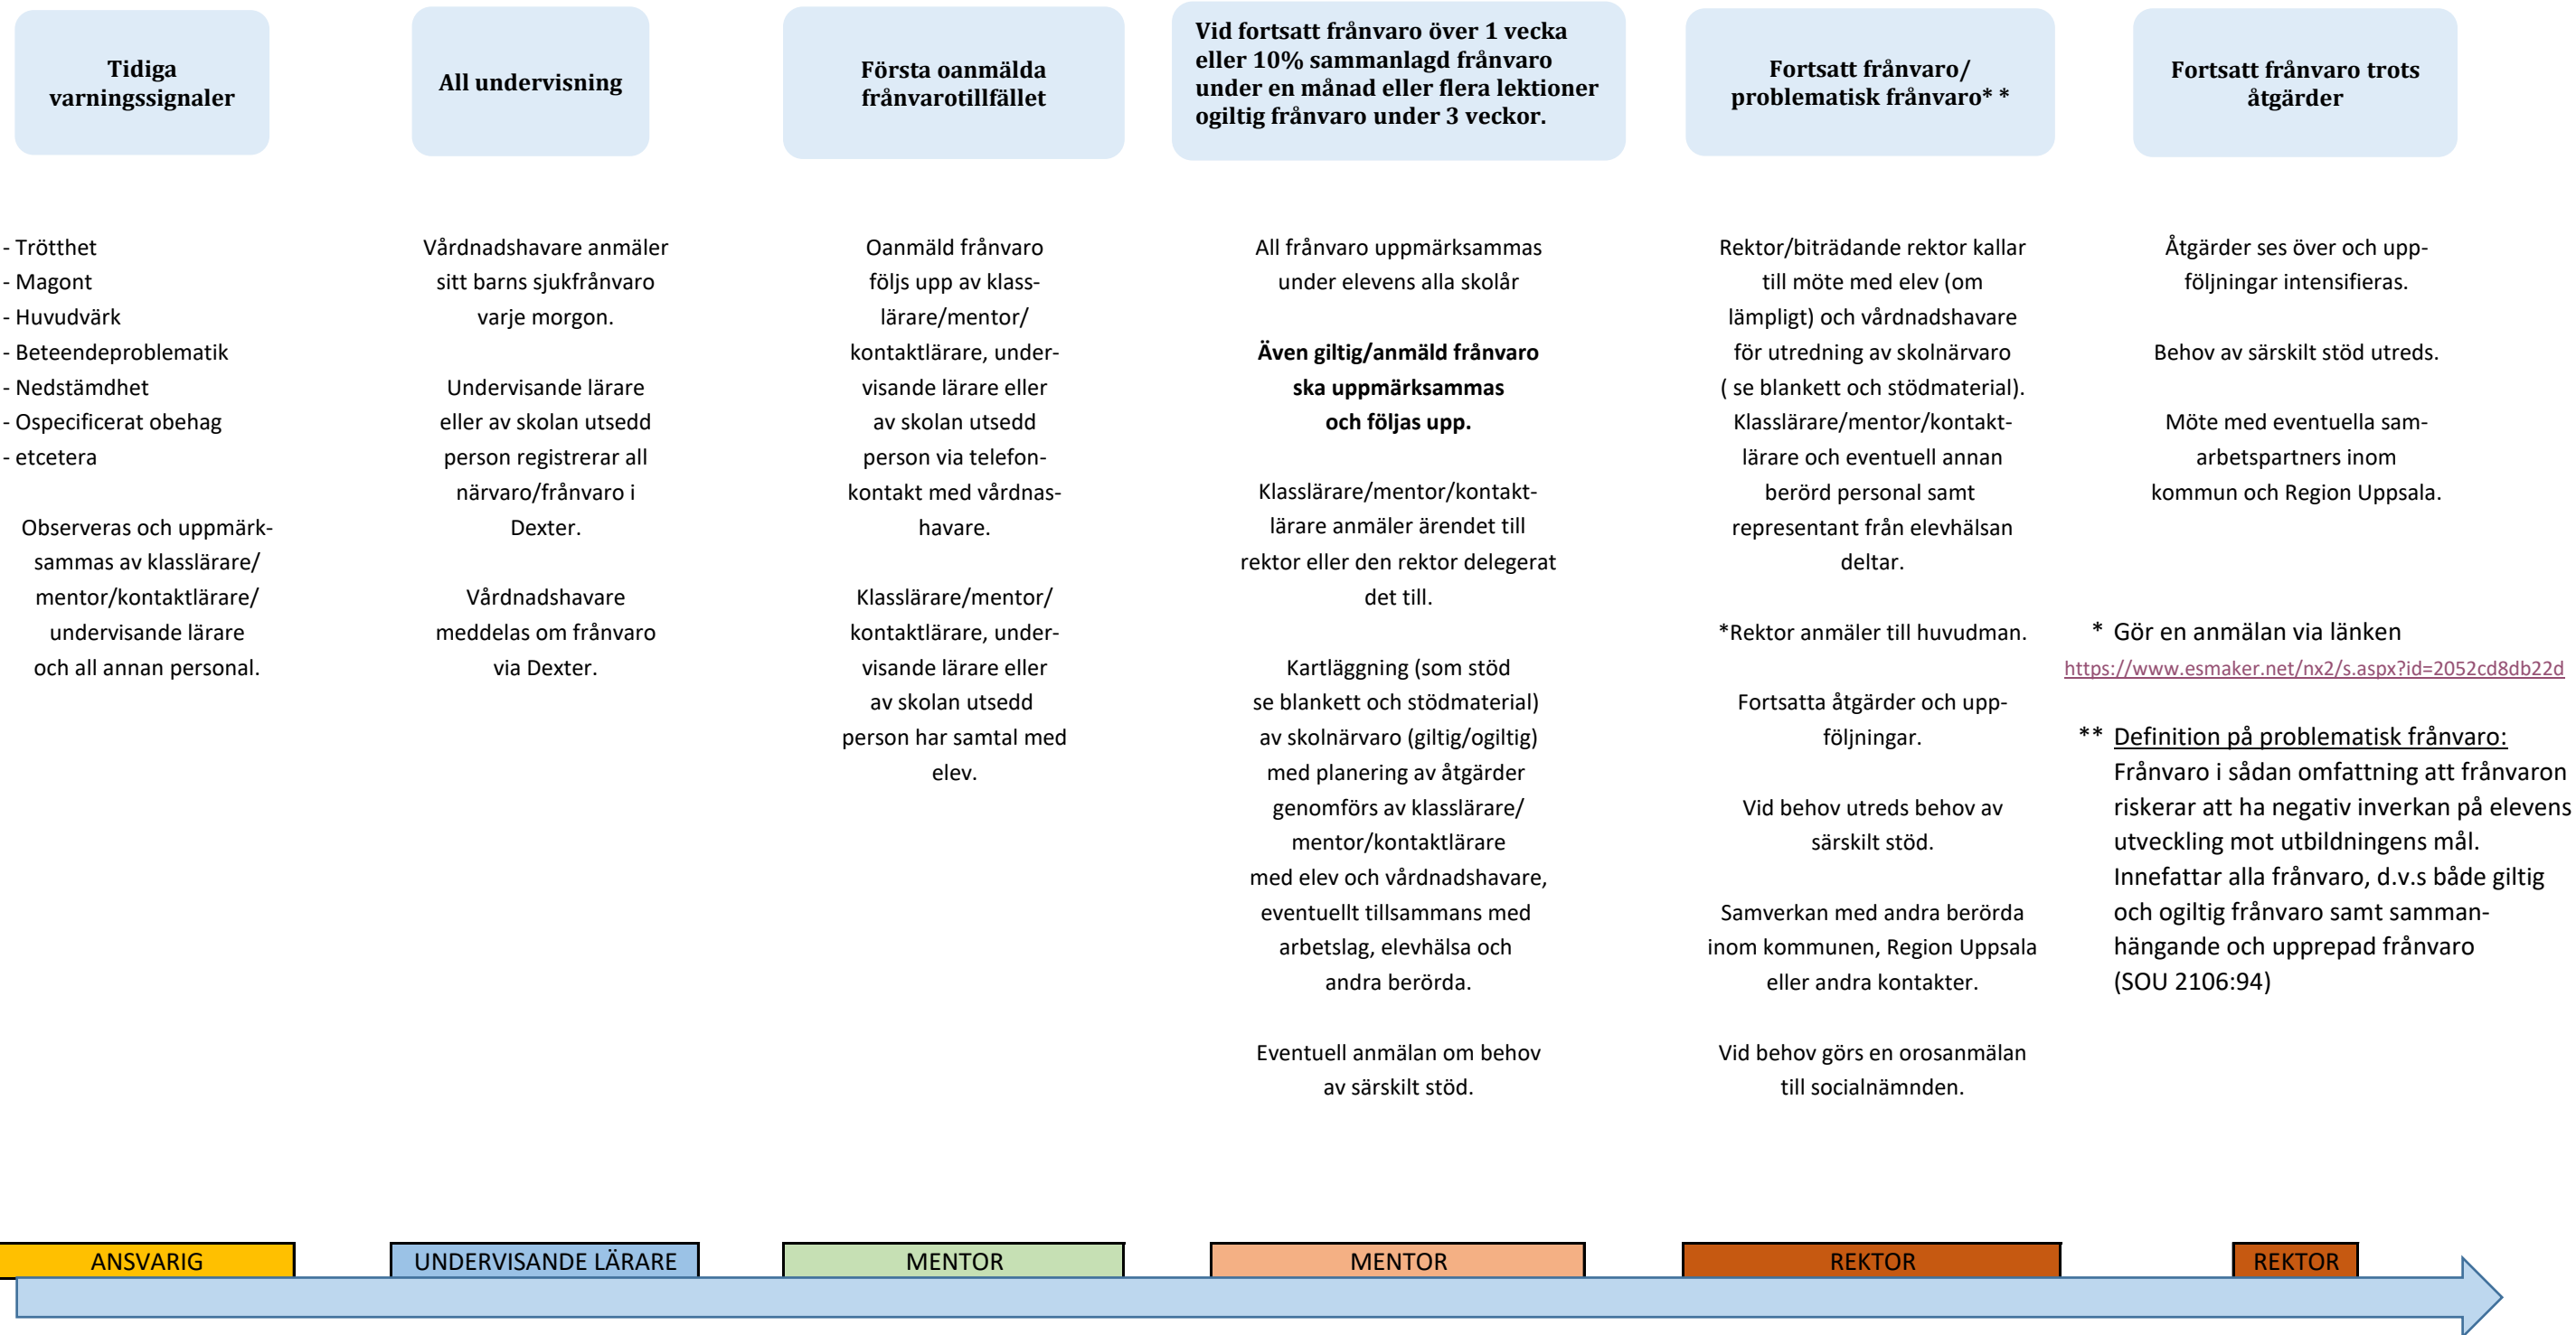 Tidiga
varningssignaler
All undervisning
Första oanmälda
frånvarotillfället
Vid fortsatt frånvaro över 1 vecka
eller 10% sammanlagd frånvaro
under en månad eller flera lektioner
ogiltig frånvaro under 3 veckor.
Fortsatt frånvaro/
problematisk frånvaro* *
Fortsatt frånvaro trots
åtgärder
- Trötthet
- Magont
- Huvudvärk
- Beteendeproblematik
- Nedstämdhet
- Ospecificerat obehag
- etcetera
Observeras och uppmärk-
sammas av klasslärare/
mentor/kontaktlärare/
undervisande lärare
och all annan personal.
Vårdnadshavare anmäler
sitt barns sjukfrånvaro
varje morgon.
Undervisande lärare
eller av skolan utsedd
person registrerar all
närvaro/frånvaro i
Dexter.
Vårdnadshavare
meddelas om frånvaro
via Dexter.
Oanmäld frånvaro
följs upp av klass-
lärare/mentor/
kontaktlärare, under-
visande lärare eller
av skolan utsedd
person via telefon-
kontakt med vårdnas-
havare.
Klasslärare/mentor/
kontaktlärare, under-
visande lärare eller
av skolan utsedd
person har samtal med
elev.
All frånvaro uppmärksammas
under elevens alla skolår
Även giltig/anmäld frånvaro
ska uppmärksammas
och följas upp.
Klasslärare/mentor/kontakt-
lärare anmäler ärendet till
rektor eller den rektor delegerat
det till.
Kartläggning (som stöd
se blankett och stödmaterial)
av skolnärvaro (giltig/ogiltig)
med planering av åtgärder
genomförs av klasslärare/
mentor/kontaktlärare
med elev och vårdnadshavare,
eventuellt tillsammans med
arbetslag, elevhälsa och
andra berörda.
Eventuell anmälan om behov
av särskilt stöd.
Rektor/biträdande rektor kallar
till möte med elev (om
lämpligt) och vårdnadshavare
för utredning av skolnärvaro
( se blankett och stödmaterial).
Klasslärare/mentor/kontakt-
lärare och eventuell annan
berörd personal samt
representant från elevhälsan
deltar.
*Rektor anmäler till huvudman.
Fortsatta åtgärder och upp-
följningar.
Vid behov utreds behov av
särskilt stöd.
Samverkan med andra berörda
inom kommunen, Region Uppsala
eller andra kontakter.
Vid behov görs en orosanmälan
till socialnämnden.
Åtgärder ses över och upp-
följningar intensifieras.
Behov av särskilt stöd utreds.
Möte med eventuella sam-
arbetspartners inom
kommun och Region Uppsala.
* Gör en anmälan via länken
https://www.esmaker.net/nx2/s.aspx?id=2052cd8db22d
** Definition på problematisk frånvaro:
Frånvaro i sådan omfattning att frånvaron
riskerar att ha negativ inverkan på elevens
utveckling mot utbildningens mål.
Innefattar alla frånvaro, d.v.s både giltig
och ogiltig frånvaro samt samman-
hängande och upprepad frånvaro
(SOU 2106:94)
ANSVARIG
UNDERVISANDE LÄRARE
MENTOR
MENTOR
REKTOR
REKTOR